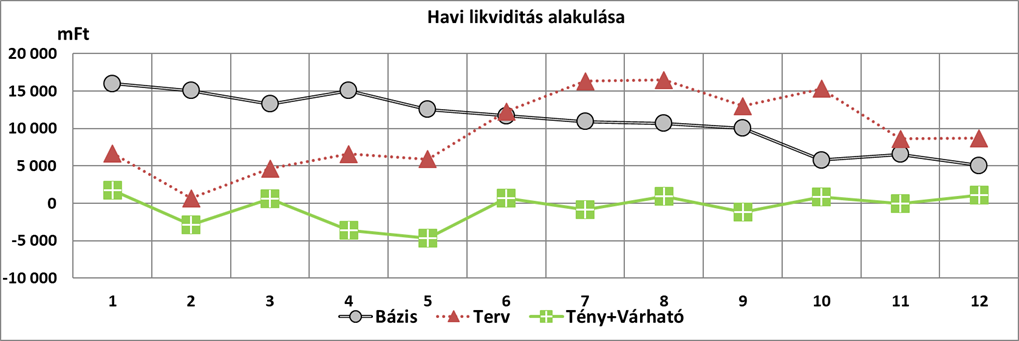 Havi likviditás alakulása
mFt
20 000
15 000
10 000
5 000
0
-5 000
-10 000
1 2 3 4 5 6 7 8 9 10 11 12
Bázis Terv Tény+Várható